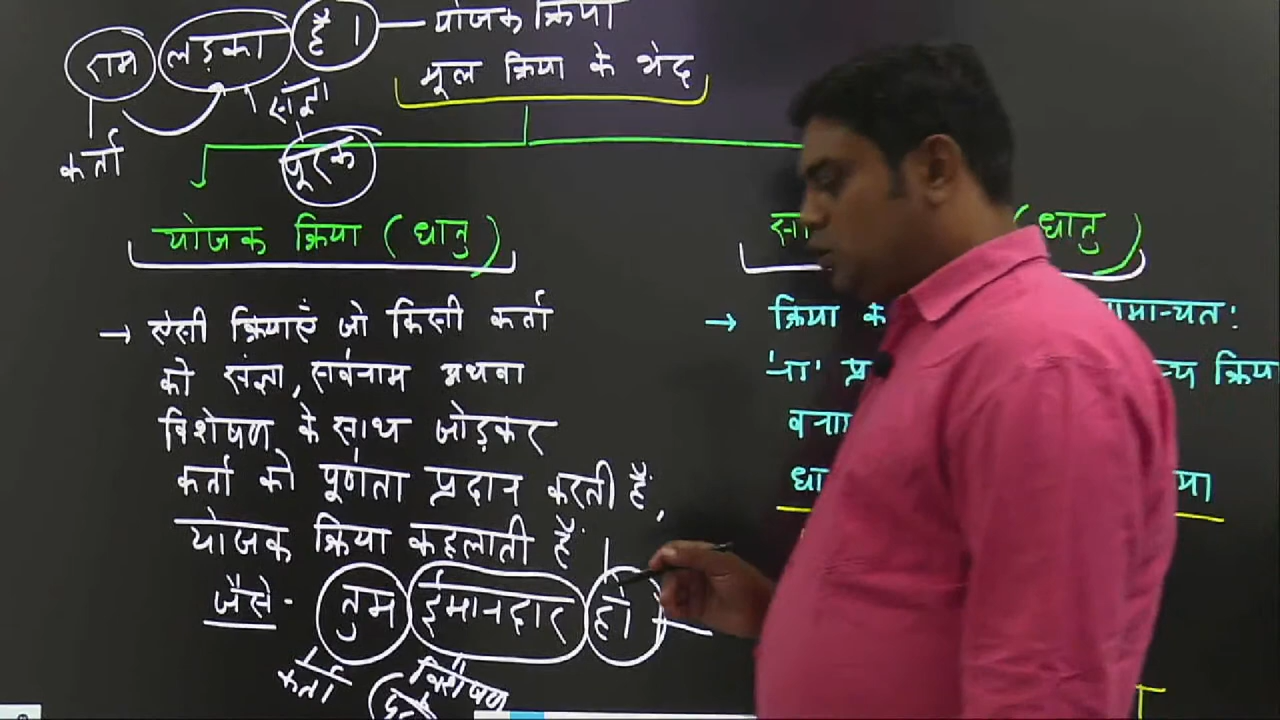 राम लड़का है। — योजक क्रिया
मूल क्रिया के भेद
संज्ञा
कर्ता
पूरक
योजक क्रिया (धातु)
(धातु)
→ ऐसी क्रियाएं जो किसी कर्ता
को संज्ञा, सर्वनाम अथवा
विशेषण के साथ जोड़कर
कर्ता को पूर्णता प्रदान करती हैं,
योजक क्रिया कहलाती हैं
जैसे - तुम ईमानदार हो।
कर्ता विशेषण
→ क्रिया
'ना'